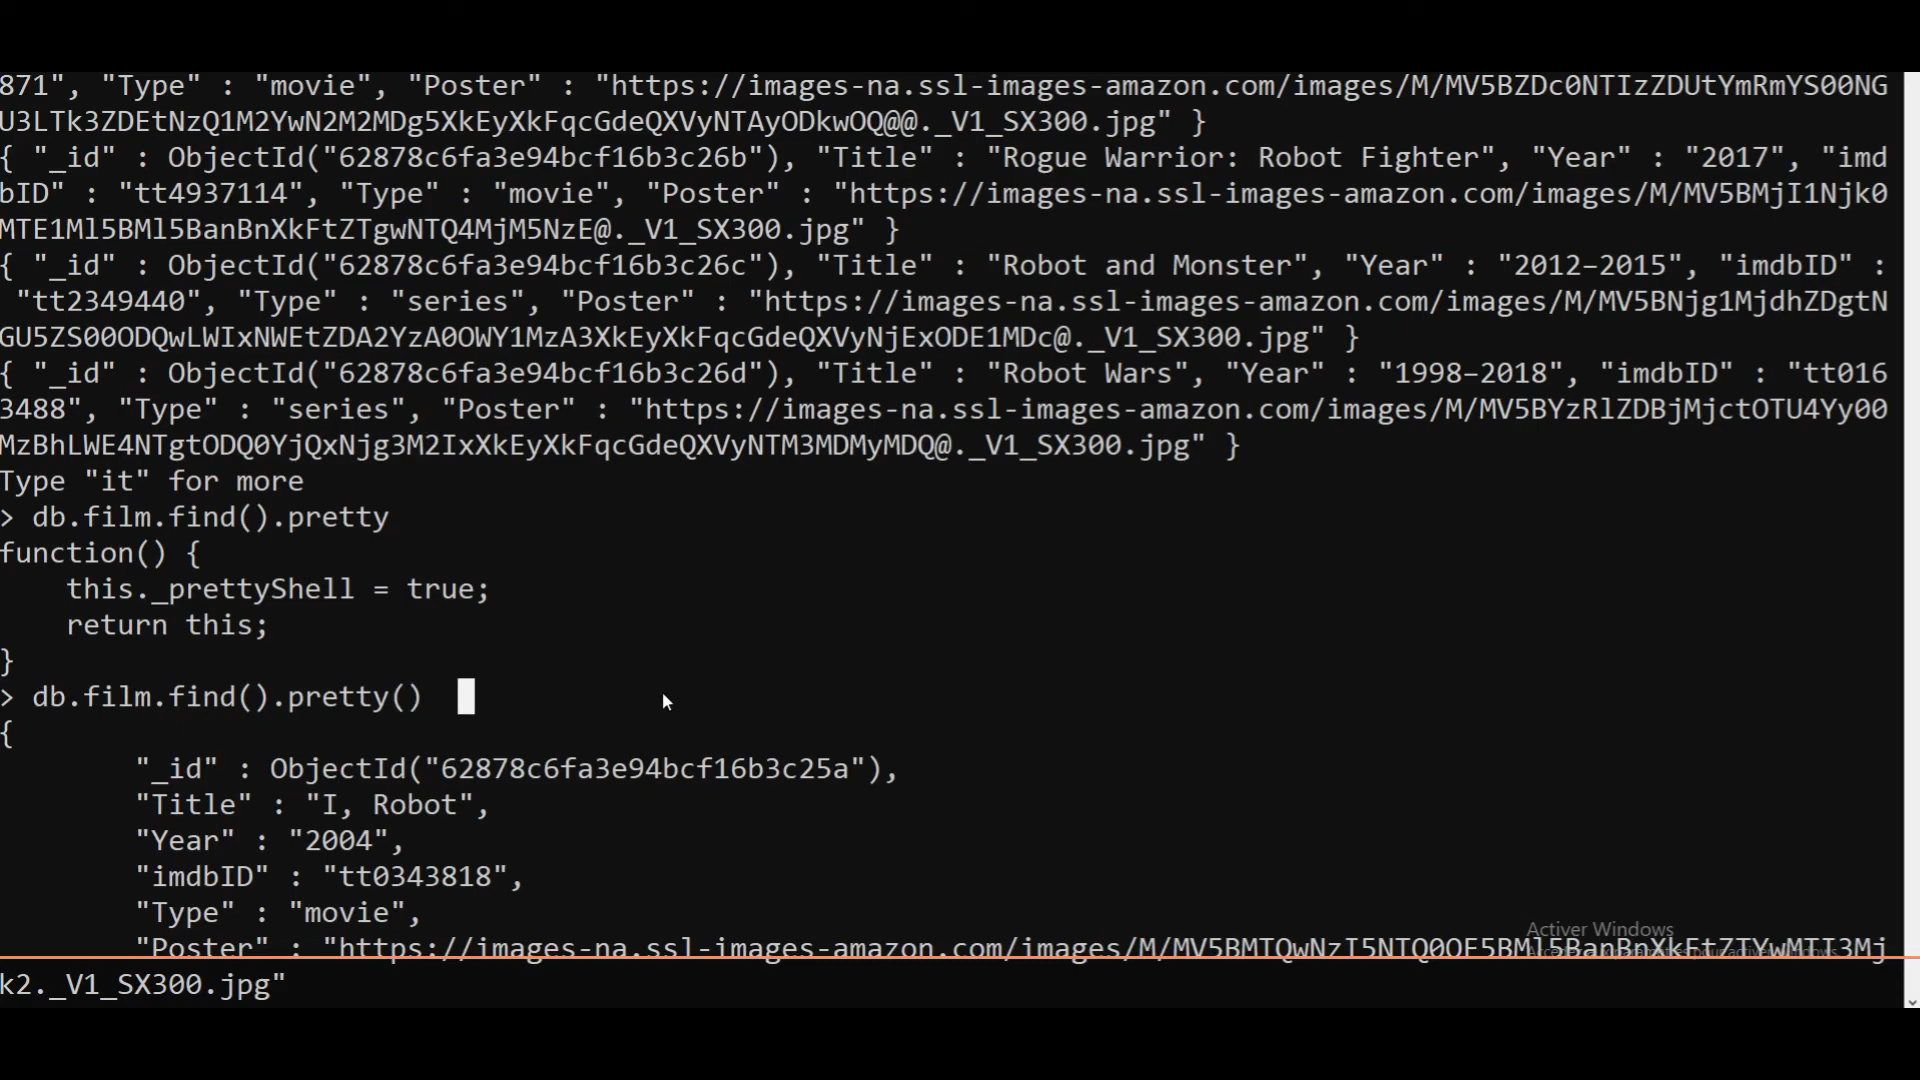 871", "Type" : "movie", "Poster" : "https://images-na.ssl-images-amazon.com/images/M/MV5BZDc0NTIzZDUtYmRmYS00NG
U3LTk3ZDEtNzQ1M2YwN2M2MDg5XkEyXkFqcGdeQXVyNTAyODkwOQ@@._V1_SX300.jpg" }
{ "_id" : ObjectId("62878c6fa3e94bcf16b3c26b"), "Title" : "Rogue Warrior: Robot Fighter", "Year" : "2017", "imd
bID" : "tt4937114", "Type" : "movie", "Poster" : "https://images-na.ssl-images-amazon.com/images/M/MV5BMjI1Njk0
MTE1Ml5BMl5BanBnXkFtZTgwNTQ4MjM5NzE@._V1_SX300.jpg" }
{ "_id" : ObjectId("62878c6fa3e94bcf16b3c26c"), "Title" : "Robot and Monster", "Year" : "2012–2015", "imdbID" :
"tt2349440", "Type" : "series", "Poster" : "https://images-na.ssl-images-amazon.com/images/M/MV5BNjg1MjdhZDgtN
GU5ZS00ODQwLWIxNWEtZDA2YzA0OWY1MzA3XkEyXkFqcGdeQXVyNjExODE1MDc@._V1_SX300.jpg" }
{ "_id" : ObjectId("62878c6fa3e94bcf16b3c26d"), "Title" : "Robot Wars", "Year" : "1998–2018", "imdbID" : "tt016
3488", "Type" : "series", "Poster" : "https://images-na.ssl-images-amazon.com/images/M/MV5BYzRlZDBjMjctOTU4Yy00
MzBhLWE4NTgtODQ0YjQxNjg3M2IxXkEyXkFqcGdeQXVyNTM3MDMyMDQ@._V1_SX300.jpg" }
Type "it" for more
> db.film.find().pretty
function() {
    this._prettyShell = true;
    return this;
}
> db.film.find().pretty()
{
        "_id" : ObjectId("62878c6fa3e94bcf16b3c25a"),
        "Title" : "I, Robot",
        "Year" : "2004",
        "imdbID" : "tt0343818",
        "Type" : "movie",
Activer Windows
        "Poster" : "https://images-na.ssl-images-amazon.com/images/M/MV5BMTQwNzI5NTQ0OF5BMl5BanBnXkFtZTYwMTI3Mj
k2._V1_SX300.jpg"